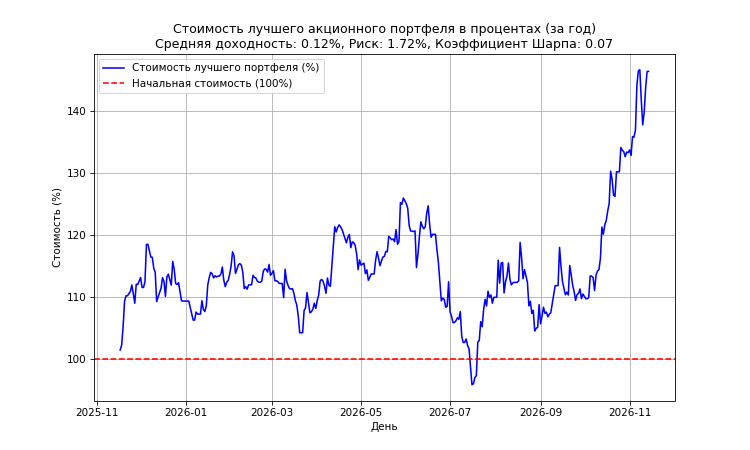 Стоимость лучшего акционного портфеля в процентах (за год)
Средняя доходность: 0.12%, Риск: 1.72%, Коэффициент Шарпа: 0.07
Стоимость лучшего портфеля (%)
Начальная стоимость (100%)
Стоимость (%)
140
130
120
110
100
2025-11
2026-01
2026-03
2026-05
2026-07
2026-09
2026-11
День